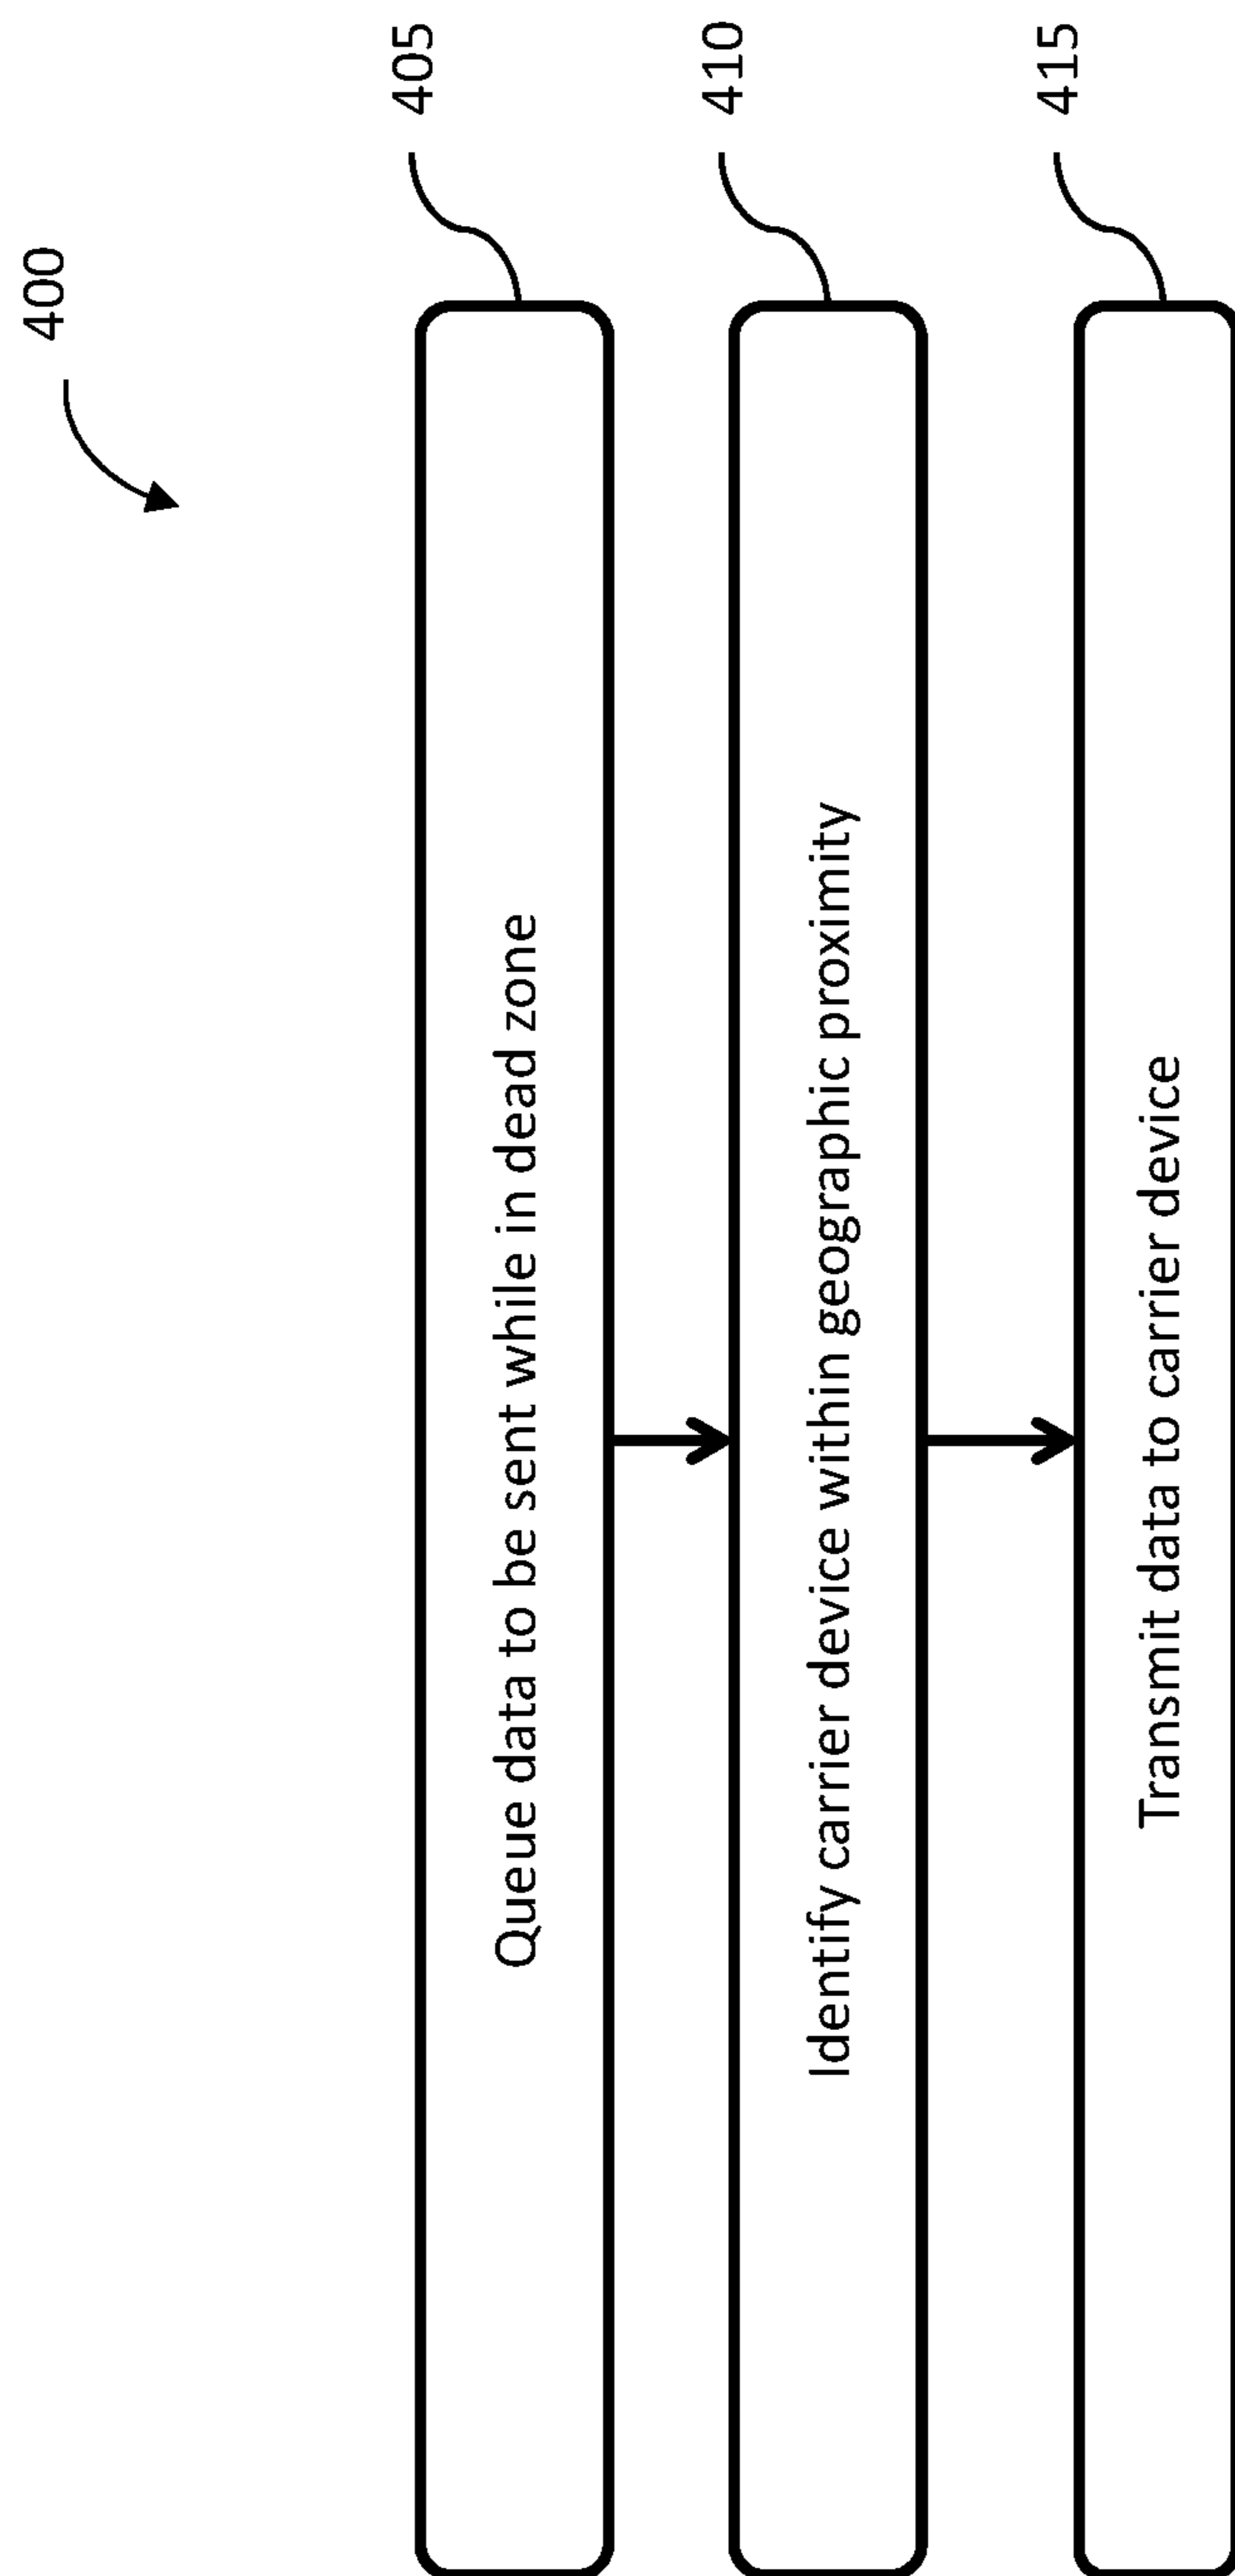 400
405
Queue data to be sent while in dead zone
410
Identify carrier device within geographic proximity
415
Transmit data to carrier device